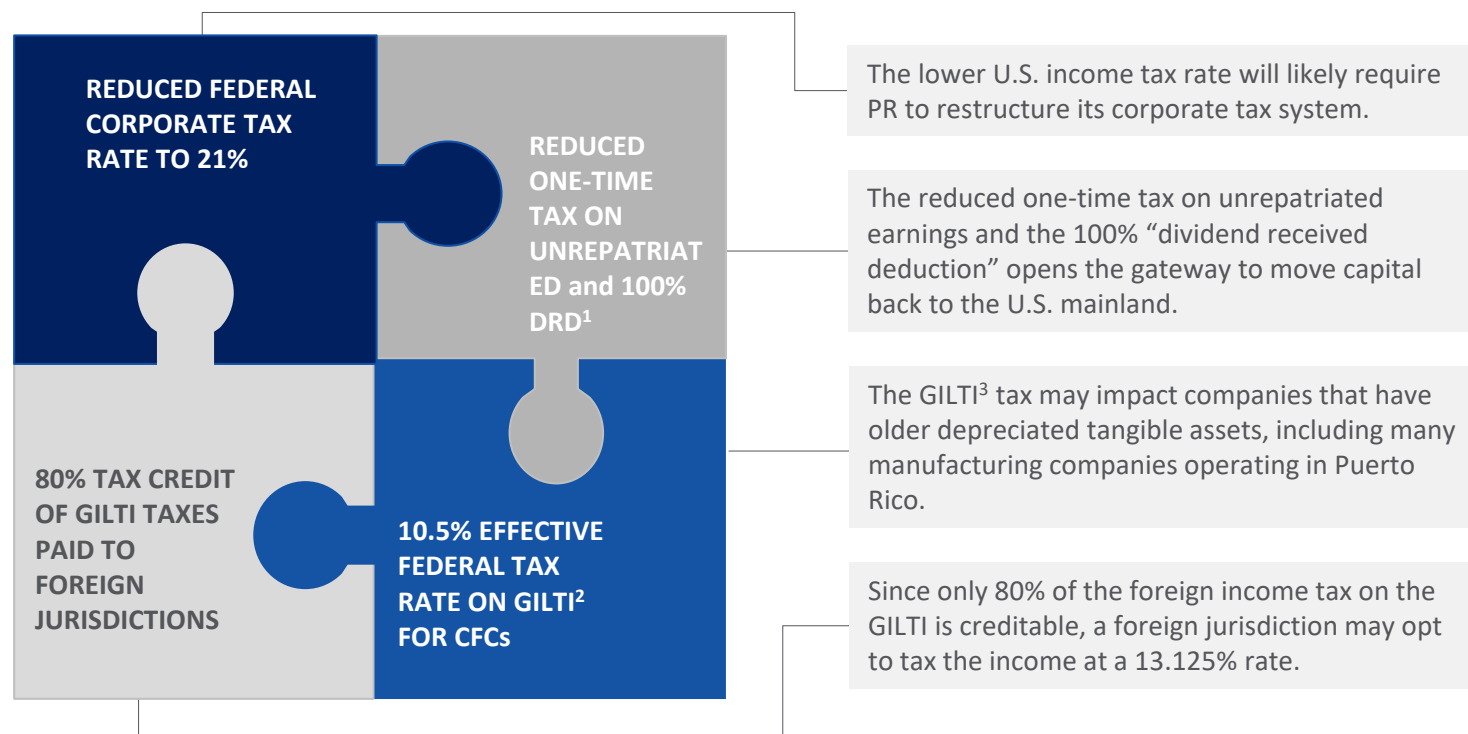 REDUCED FEDERAL
CORPORATE TAX
RATE TO 21%
REDUCED
ONE-TIME
TAX ON
UNREPATRIAT
ED and 100%
DRD1
80% TAX CREDIT
OF GILTI TAXES
PAID TO
FOREIGN
JURISDICTIONS
10.5% EFFECTIVE
FEDERAL TAX
RATE ON GILTI2
FOR CFCs
The lower U.S. income tax rate will likely require
PR to restructure its corporate tax system.
The reduced one-time tax on unrepatriated
earnings and the 100% “dividend received
deduction” opens the gateway to move capital
back to the U.S. mainland.
The GILTI3 tax may impact companies that have
older depreciated tangible assets, including many
manufacturing companies operating in Puerto
Rico.
Since only 80% of the foreign income tax on the
GILTI is creditable, a foreign jurisdiction may opt
to tax the income at a 13.125% rate.